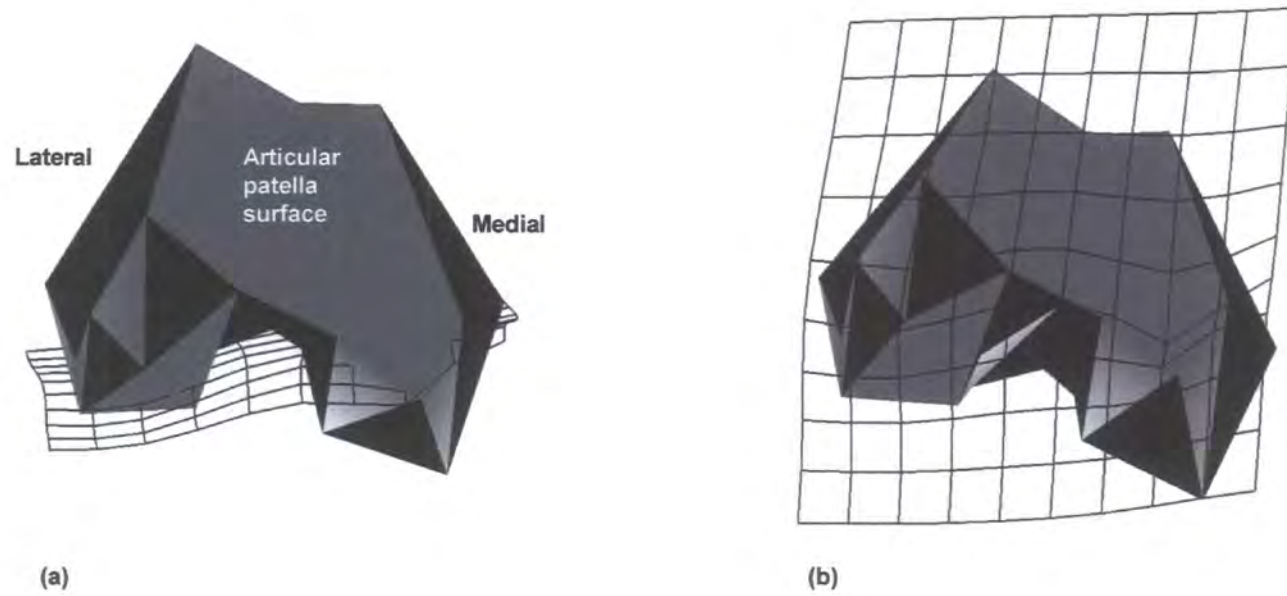 Lateral
Articular
patella
surface
Medial
(a)
(b)